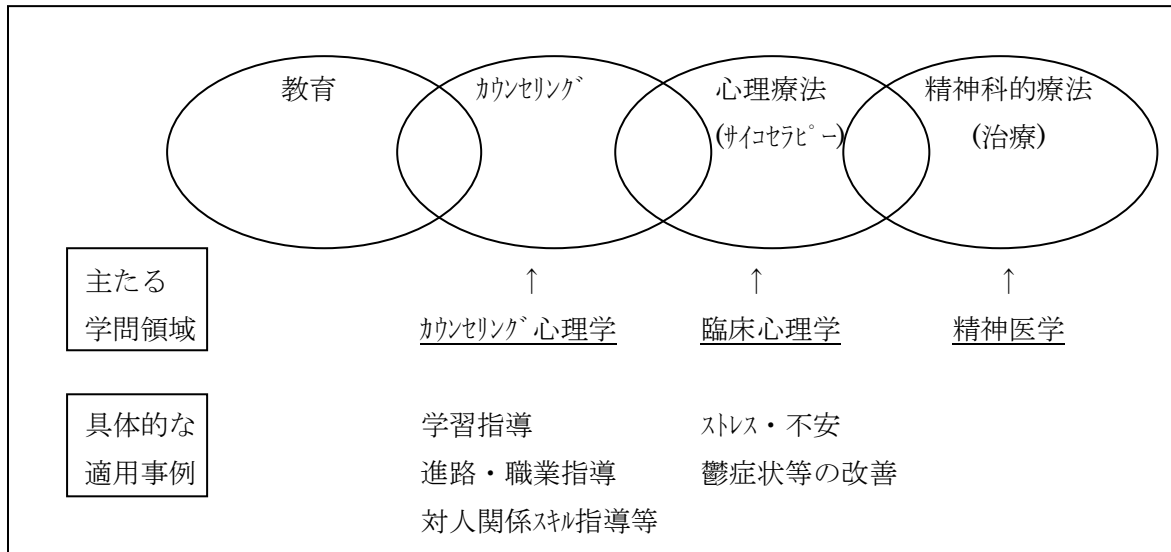 教育
ｶｳﾝｾﾘﾝｸﾞ
心理療法
(ｻｲｺｾﾗﾋﾟｰ)
精神科的療法
(治療)
主たる
学問領域
↑
↑
↑
ｶｳﾝｾﾘﾝｸﾞ心理学
臨床心理学
精神医学
具体的な
適用事例
学習指導
進路・職業指導
対人関係ｽｷﾙ指導等
ｽﾄﾚｽ・不安
鬱症状等の改善